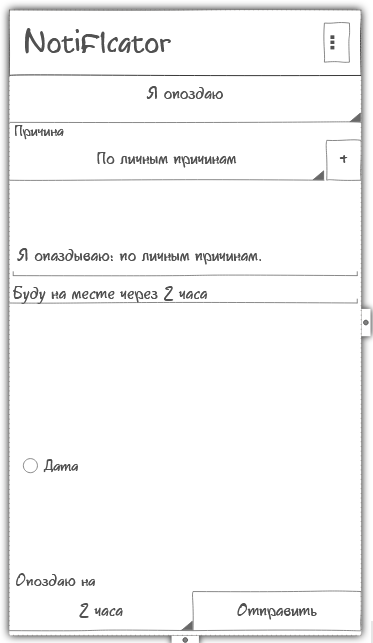 NotiFIcator
Я опоздаю
Причина
По личным причинам
+
Я опаздываю: по личным причинам.
Буду на месте через 2 часа
Дата
Опоздаю на
2 часа
Отправить